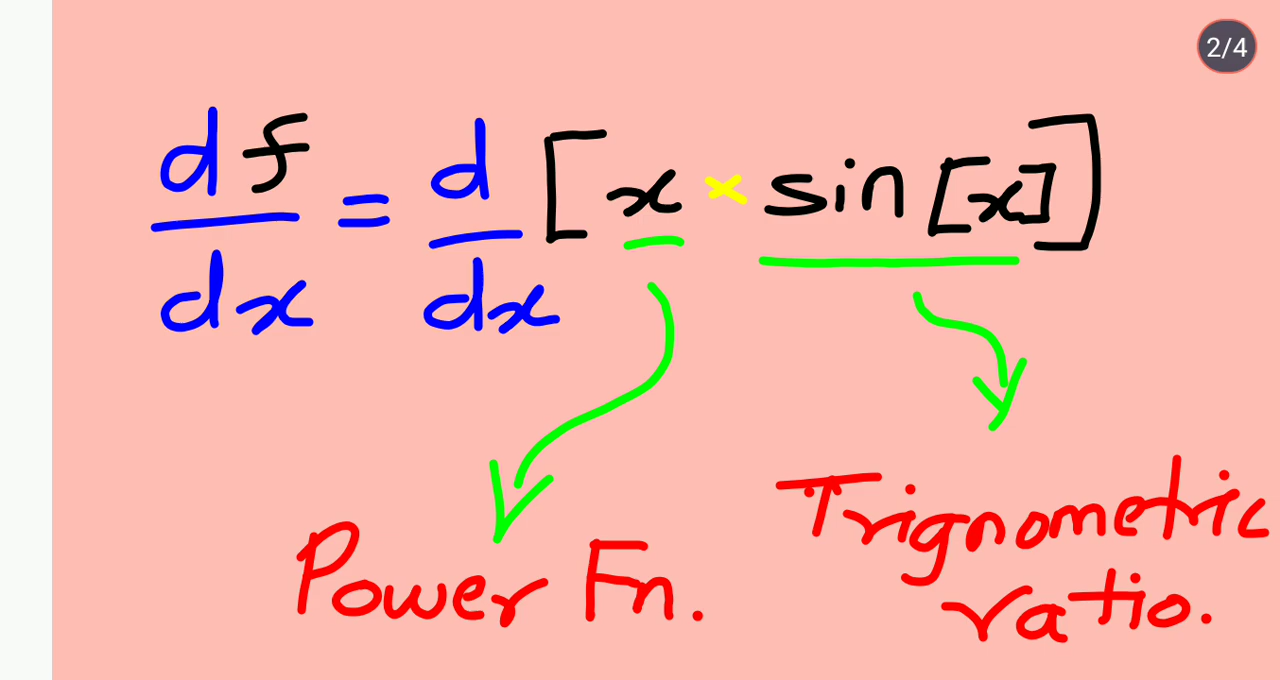 2/4
df/dx = d/dx [x × sin[x]]
Power Fn.
Trignometric
ratio.